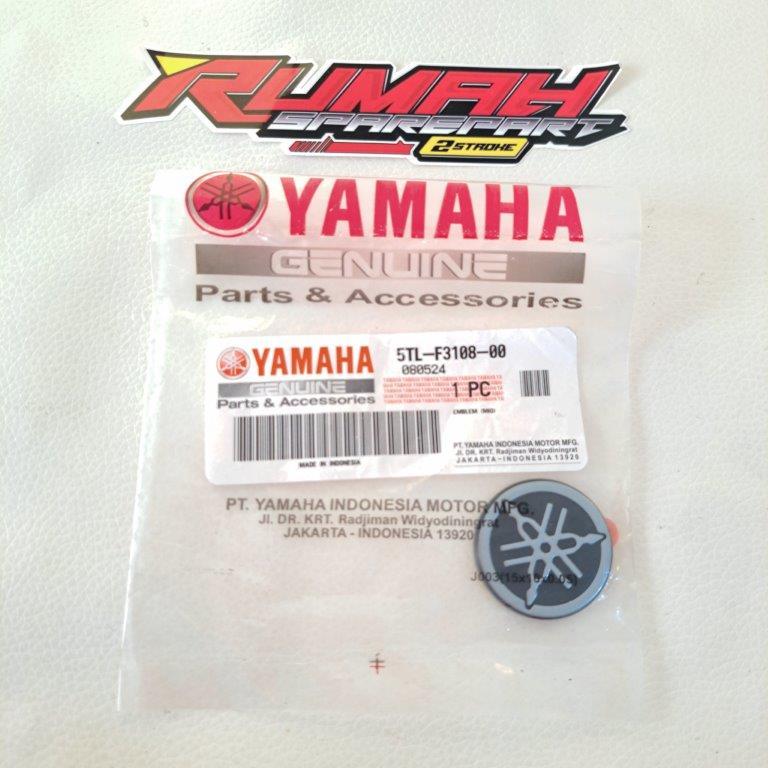 RUMAH
SPAREPART
2 STROKE
YAMAHA
GENUINE
Parts & Accessories
YAMAHA
GENUINE
Parts & Accessories
5TL-F3108-00
080524
1 PC
EMBLEM (MIO)
MADE IN INDONESIA
PT. YAMAHA INDONESIA MOTOR MFG.
Jl. DR. KRT. Radjiman Widyodiningrat
JAKARTA - INDONESIA 13920
PT. YAMAHA INDONESIA MOTOR MFG.
Jl. DR. KRT. Radjiman Widyodiningrat
JAKARTA - INDONESIA 13920